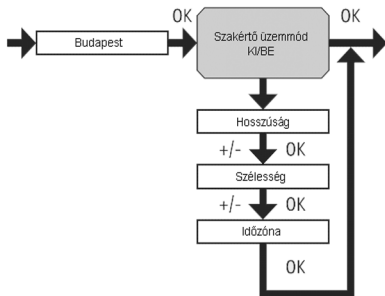 OK
OK
Budapest
Szakértő üzemmód
KI/BE
Hosszúság
+/- OK
Szélesség
+/- OK
Időzóna
OK